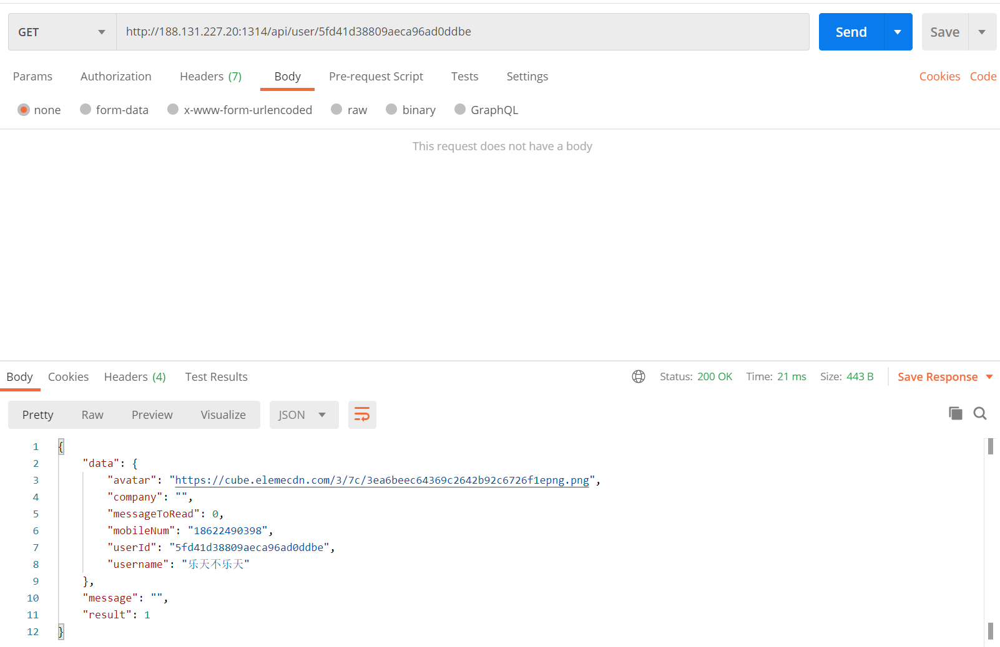 GET http://188.131.227.20:1314/api/user/5fd41d38809aeca96ad0ddbe Send Save
Params Authorization Headers (7) Body Pre-request Script Tests Settings Cookies Code
none form-data x-www-form-urlencoded raw binary GraphQL
This request does not have a body
Body Cookies Headers (4) Test Results Status: 200 OK Time: 21 ms Size: 443 B Save Response
Pretty Raw Preview Visualize JSON
1 {
2 "data": {
3 "avatar": "https://cube.elemecdn.com/3/7c/3ea6beec64369c2642b92c6726f1epng.png",
4 "company": "",
5 "messageToRead": 0,
6 "mobileNum": "18622490398",
7 "userId": "5fd41d38809aeca96ad0ddbe",
8 "username": "乐天不乐天"
9 },
10 "message": "",
11 "result": 1
12 }